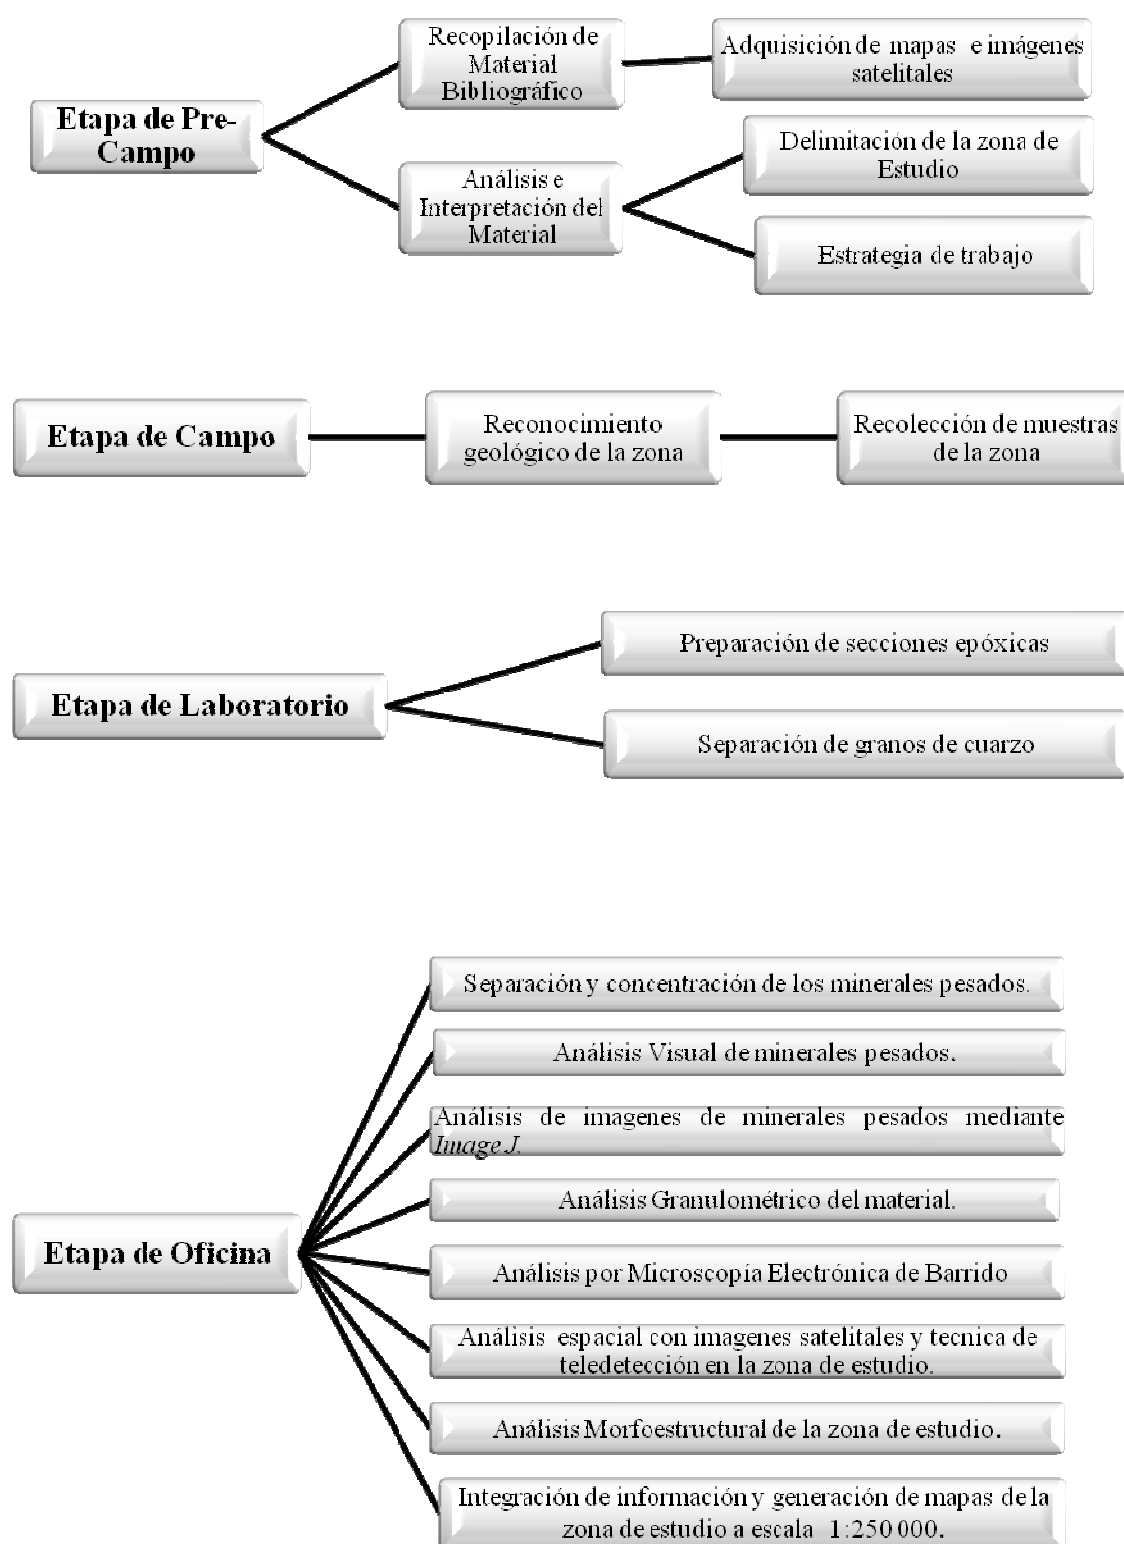 Etapa de Pre-
Campo
Recopilación de
Material
Bibliográfico
Adquisición de mapas e imágenes
satelitales
Análisis e
Interpretación del
Material
Delimitación de la zona de
Estudio
Estrategia de trabajo
Etapa de Campo
Reconocimiento
geológico de la zona
Recolección de muestras
de la zona
Etapa de Laboratorio
Preparación de secciones epóxicas
Separación de granos de cuarzo
Etapa de Oficina
Separación y concentración de los minerales pesados.
Análisis Visual de minerales pesados.
Análisis de imagenes de minerales pesados mediante
Image J.
Análisis Granulométrico del material.
Análisis por Microscopía Electrónica de Barrido
Análisis espacial con imagenes satelitales y tecnica de
teledetección en la zona de estudio.
Análisis Morfoestructural de la zona de estudio.
Integración de información y generación de mapas de la
zona de estudio a escala 1:250 000.